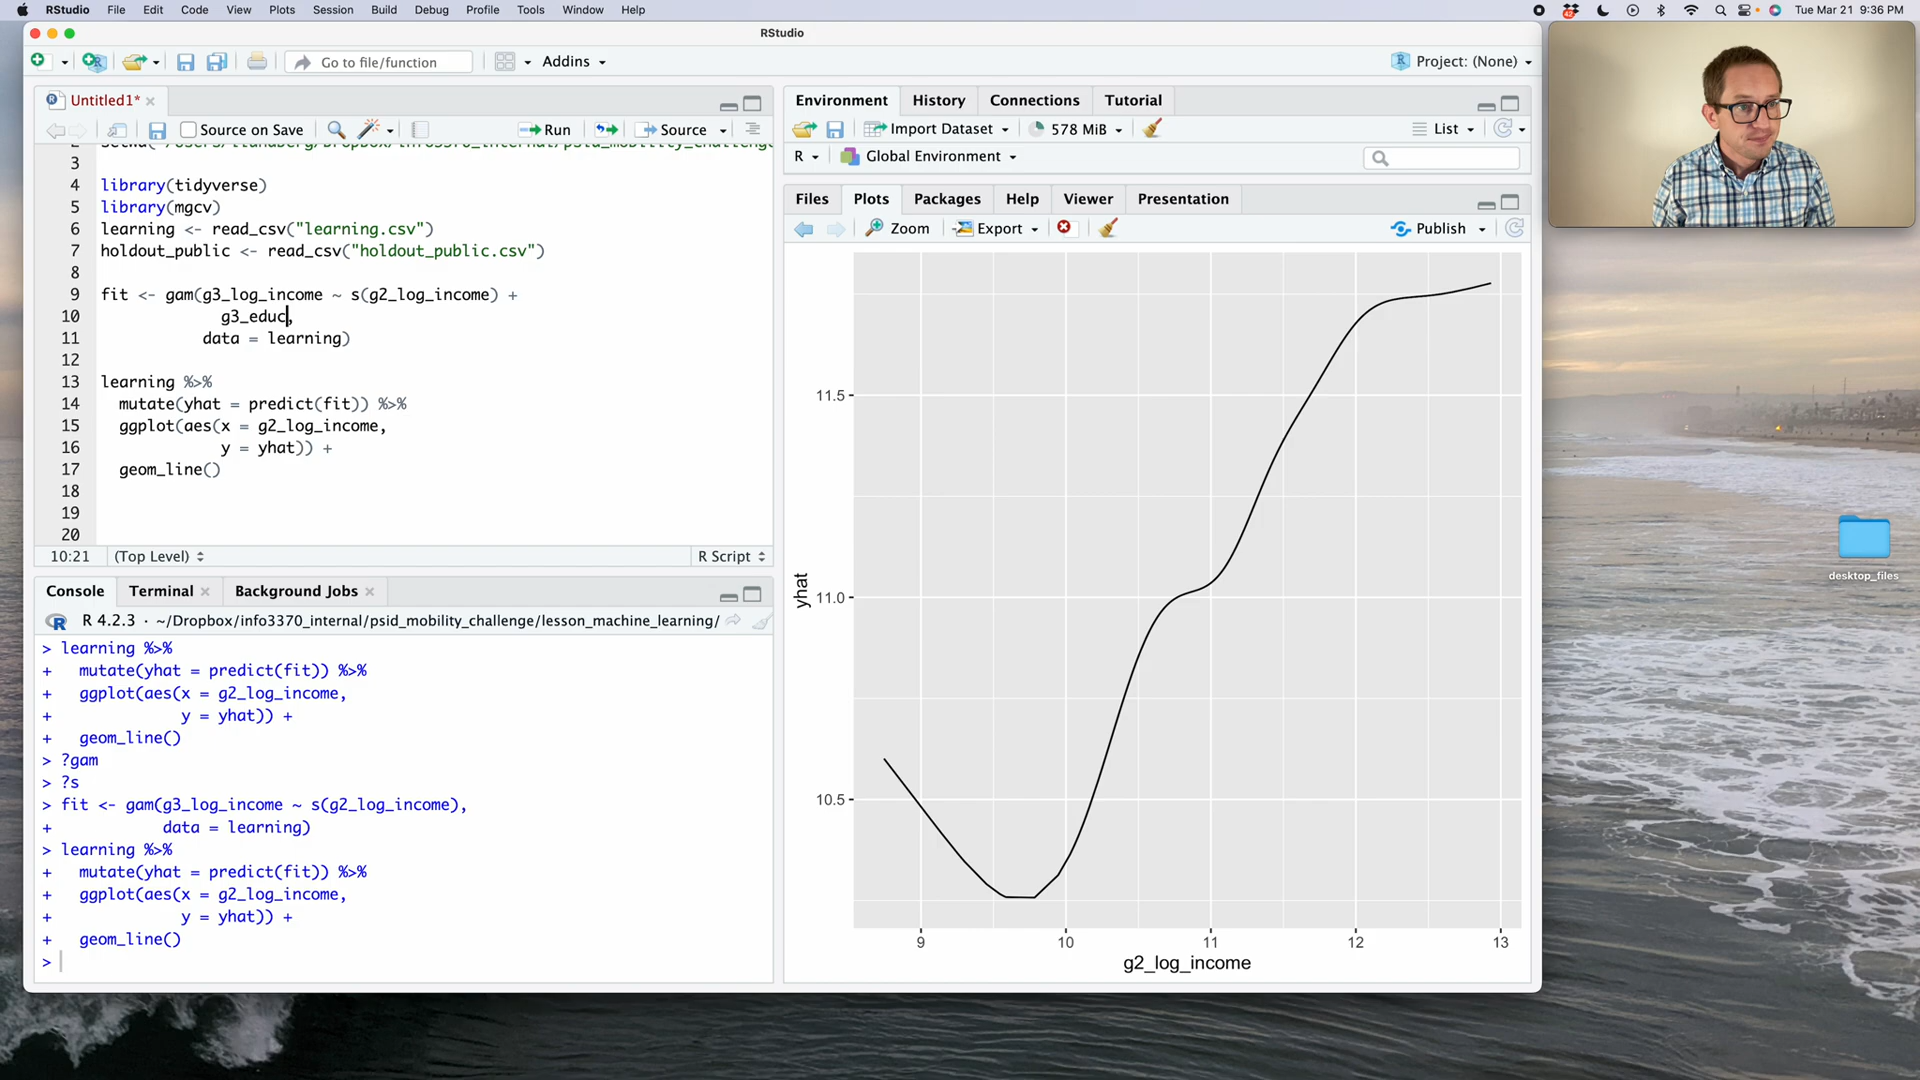 RStudio File Edit Code View Plots Session Build Debug Profile Tools Window Help Tue Mar 21 9:36 PM
RStudio
Go to file/function Addins Project: (None)
Untitled1*
Source on Save Run Source
3
4 library(tidyverse)
5 library(mgcv)
6 learning <- read_csv("learning.csv")
7 holdout_public <- read_csv("holdout_public.csv")
8
9 fit <- gam(g3_log_income ~ s(g2_log_income) +
10 g3_educ,
11 data = learning)
12
13 learning %>%
14 mutate(yhat = predict(fit)) %>%
15 ggplot(aes(x = g2_log_income,
16 y = yhat)) +
17 geom_line()
18
19
20
10:21 (Top Level) R Script
Console Terminal Background Jobs
R 4.2.3 · ~/Dropbox/info3370_internal/psid_mobility_challenge/lesson_machine_learning/
> learning %>%
+ mutate(yhat = predict(fit)) %>%
+ ggplot(aes(x = g2_log_income,
+ y = yhat)) +
+ geom_line()
> ?gam
> ?s
> fit <- gam(g3_log_income ~ s(g2_log_income),
+ data = learning)
> learning %>%
+ mutate(yhat = predict(fit)) %>%
+ ggplot(aes(x = g2_log_income,
+ y = yhat)) +
+ geom_line()
>
Environment History Connections Tutorial
Import Dataset 578 MiB List
R Global Environment
Files Plots Packages Help Viewer Presentation
Zoom Export Publish
11.5
11.0
10.5
yhat
9 10 11 12 13
g2_log_income
desktop_files